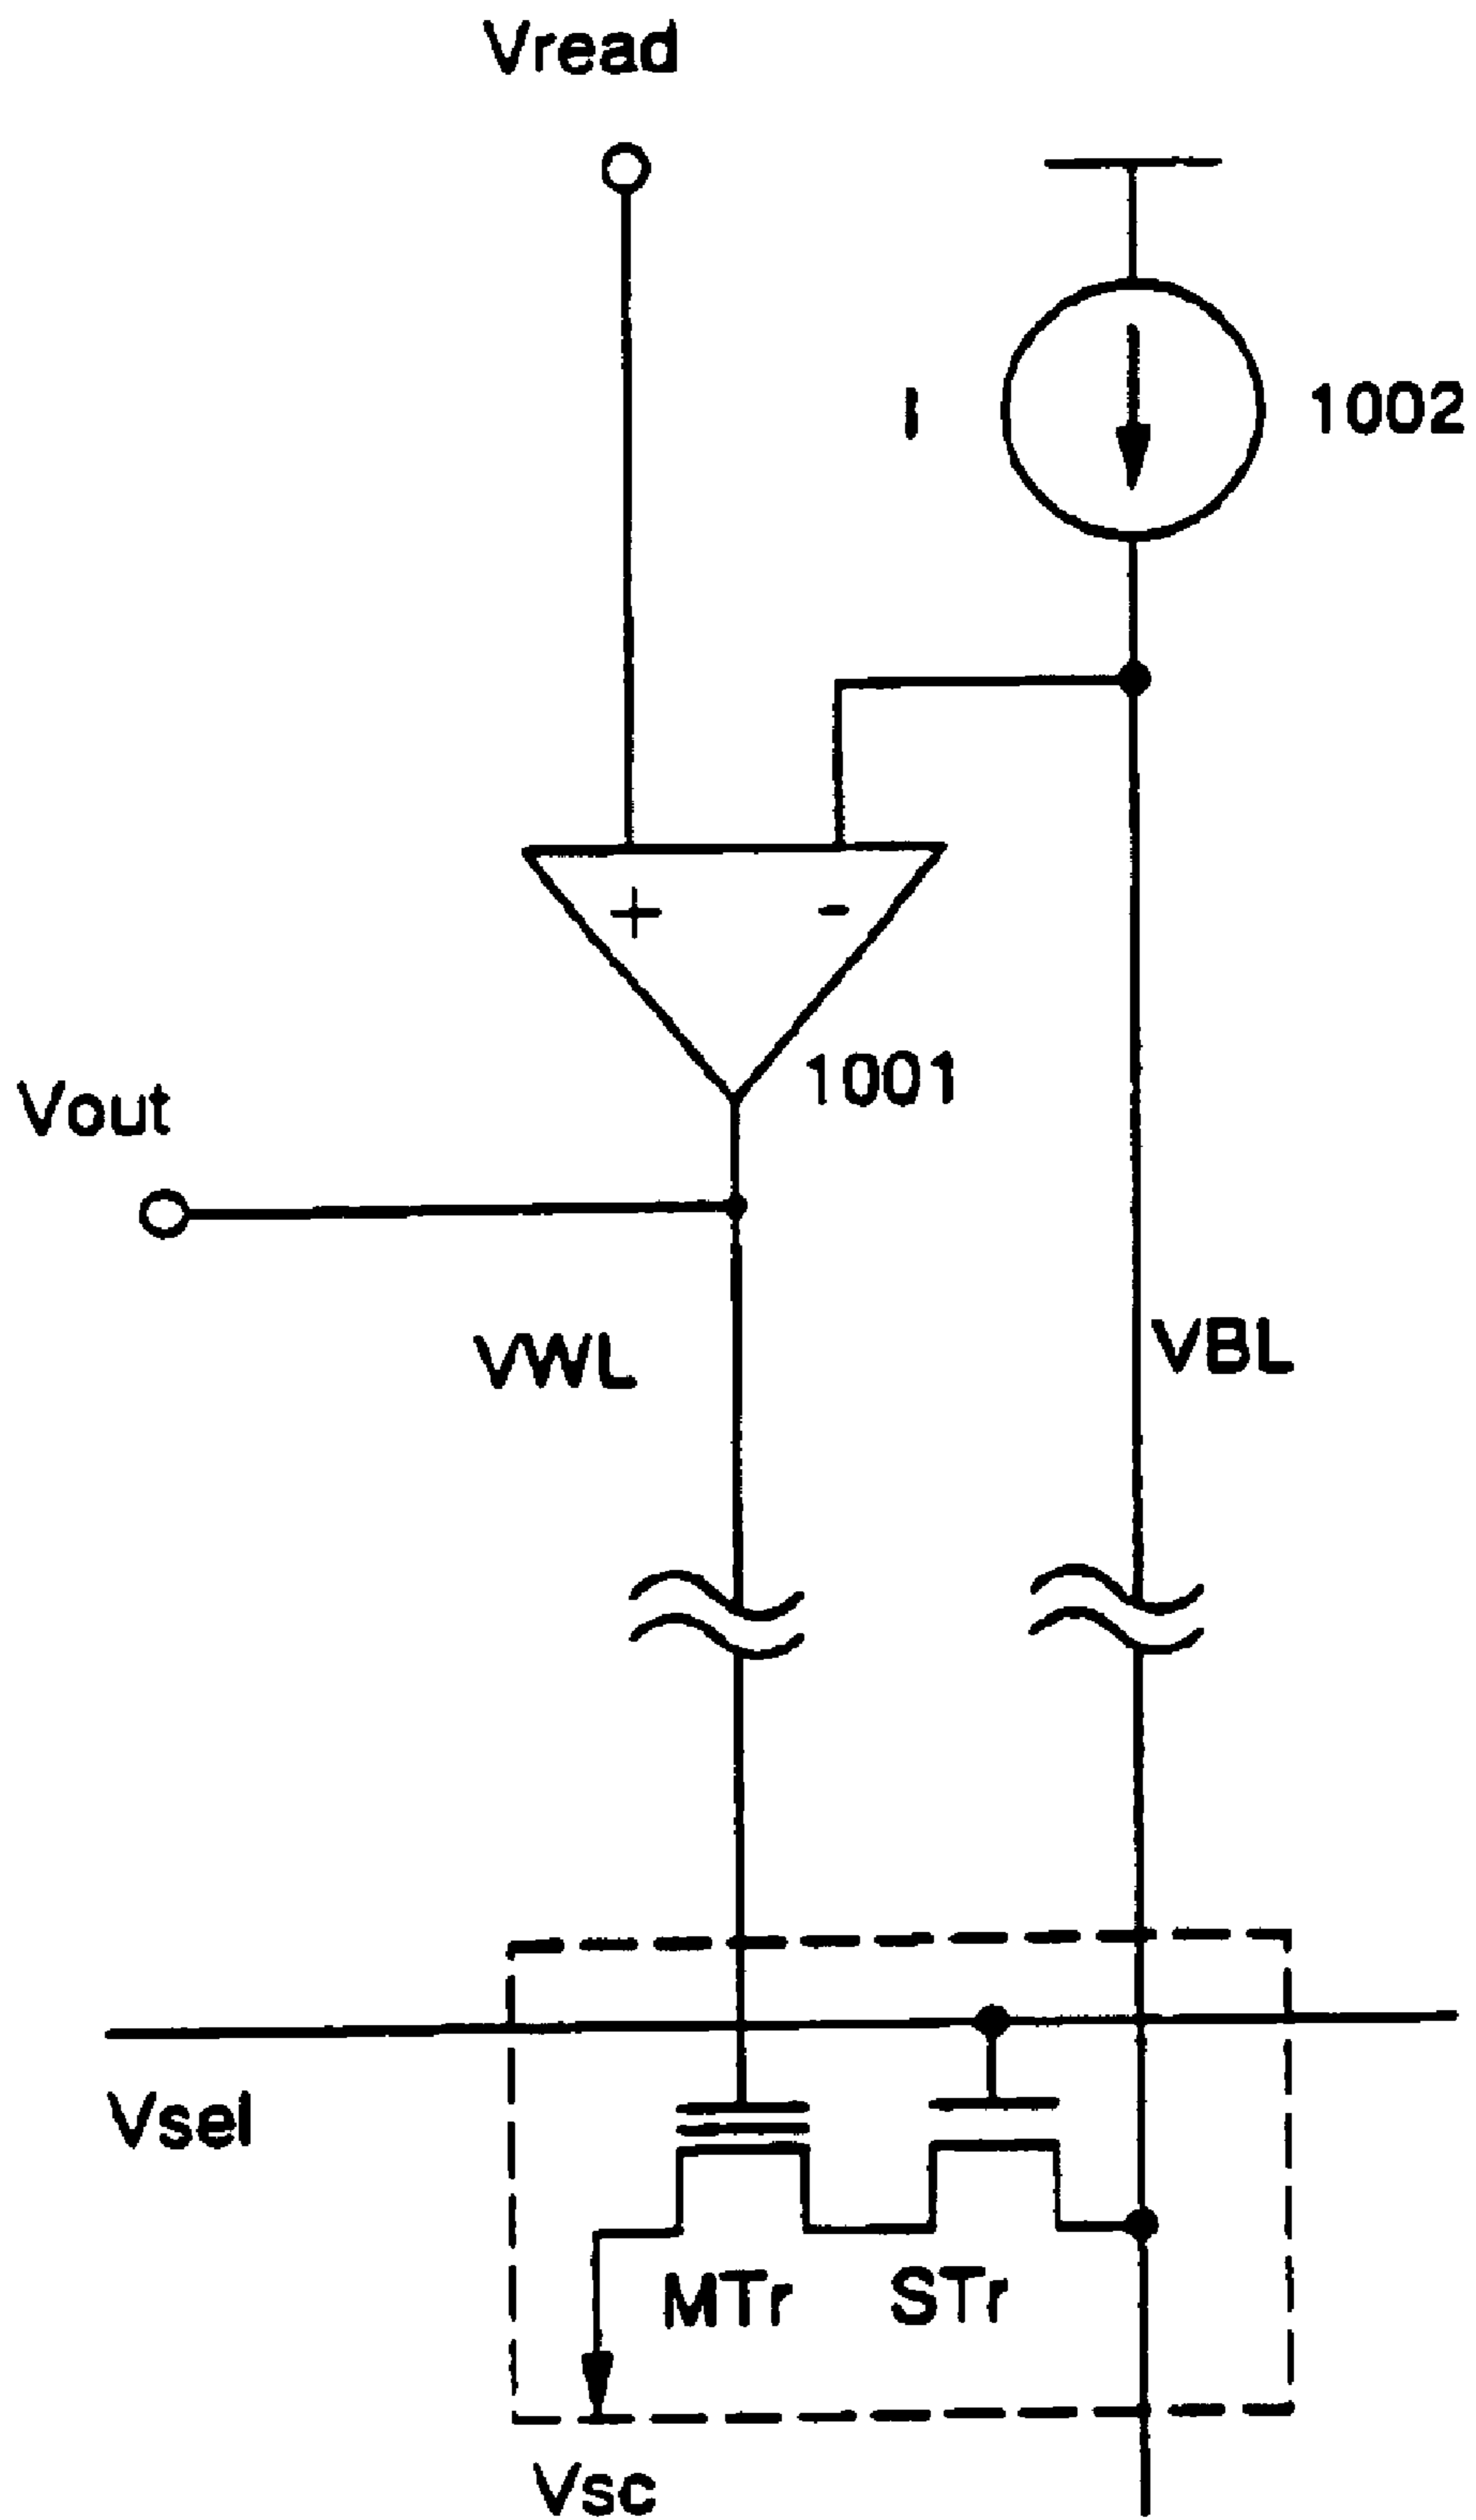 Vread
I
1002
+
-
1001
Vout
VWL
VBL
Vsel
MTr
STr
Vsc